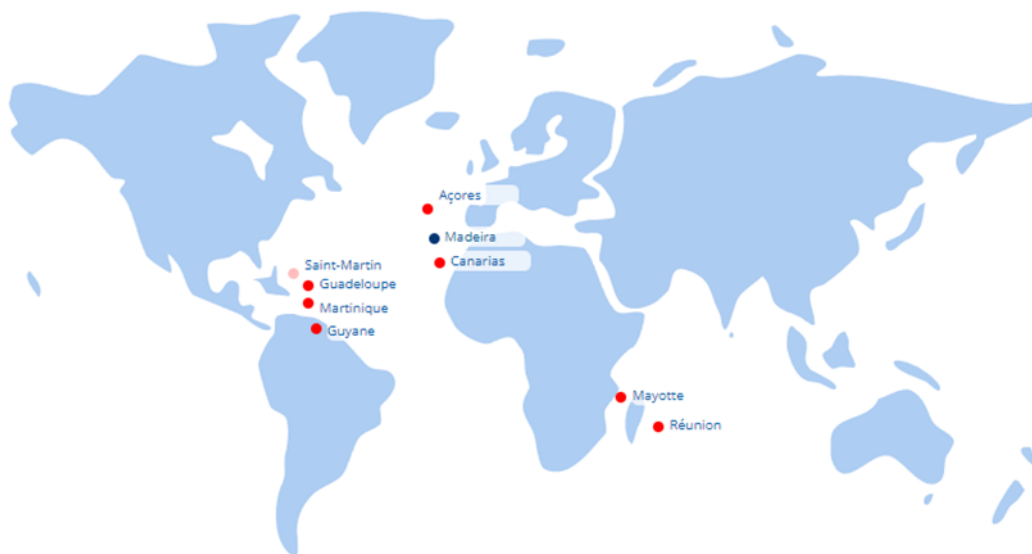 Açores
Madeira
Canarias
Saint-Martin
Guadeloupe
Martinique
Guyane
Mayotte
Réunion